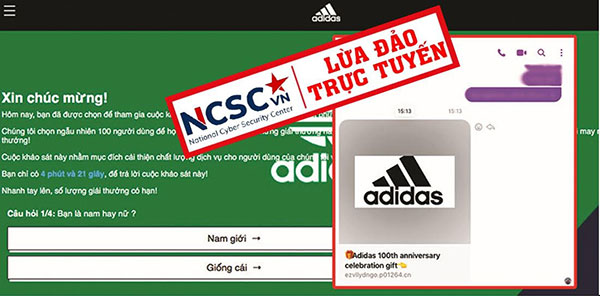 adidas
NCSC.VN
National Cyber Security Center
LỪA ĐẢO
TRỰC TUYẾN
Xin chúc mừng!
Hôm nay, bạn đã được chọn để tham gia cuộc
Chúng tôi chọn ngẫu nhiên 100 người dùng để
thưởng!
Cuộc khảo sát này nhằm mục đích cải thiện chất lượng dịch vụ cho người dùng của chúng
Bạn chỉ có 4 phút và 21 giây, để trả lời cuộc khảo sát này!
Nhanh tay lên, số lượng giải thưởng có hạn!
Câu hỏi 1/4: Bạn là nam hay nữ ?
Nam giới →
Giống cái →
adi
15:13 15:13
adidas
🎁Adidas 100th anniversary
celebration gift👏
ezvilydngo.p01264.cn